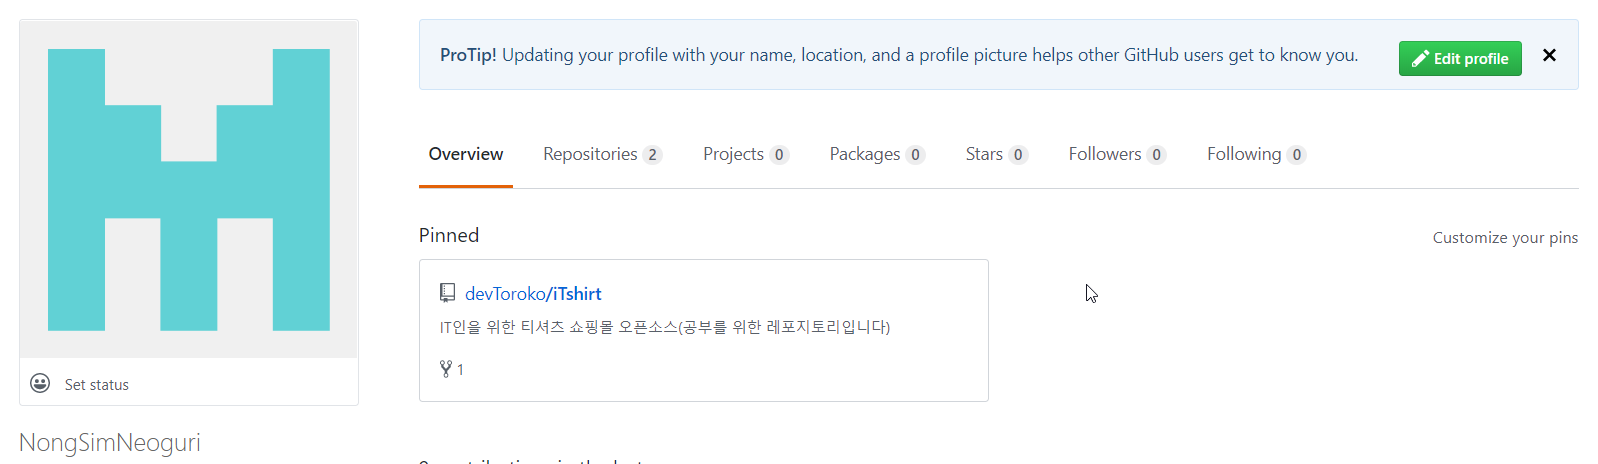 ProTip! Updating your profile with your name, location, and a profile picture helps other GitHub users get to know you.
Edit profile
Overview
Repositories 2
Projects 0
Packages 0
Stars 0
Followers 0
Following 0
Pinned
Customize your pins
devToroko/iTshirt
IT인을 위한 티셔츠 쇼핑몰 오픈소스(공부를 위한 레포지토리입니다)
1
Set status
NongSimNeoguri